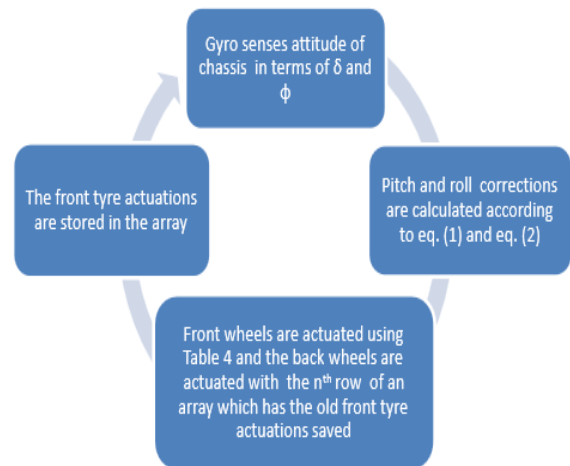 Gyro senses attitude of
chassis in terms of δ and
ϕ
Pitch and roll corrections
are calculated according
to eq. (1) and eq. (2)
Front wheels are actuated using
Table 4 and the back wheels are
actuated with the nᵗʰ row of an
array which has the old front tyre
actuations saved
The front tyre actuations
are stored in the array